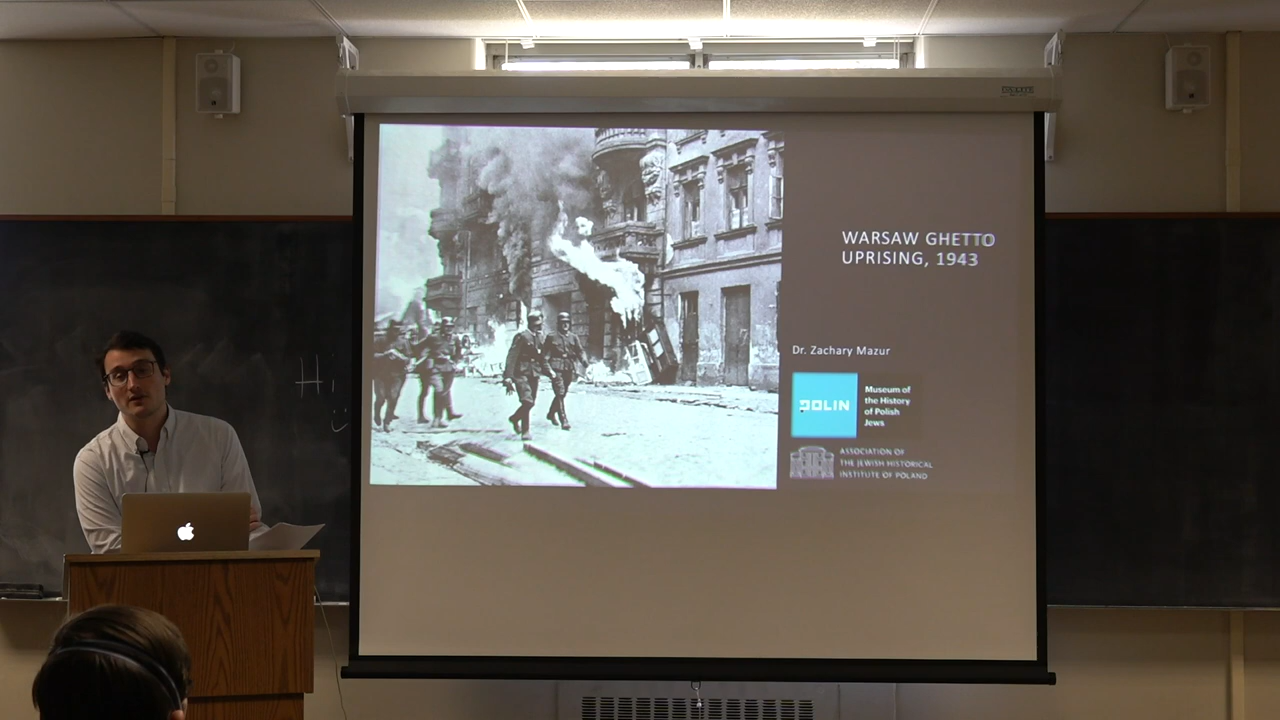 Hi
WARSAW GHETTO
UPRISING, 1943
Dr. Zachary Mazur
POLIN
Museum of
the History
of Polish
Jews
ASSOCIATION OF
THE JEWISH HISTORICAL
INSTITUTE OF POLAND